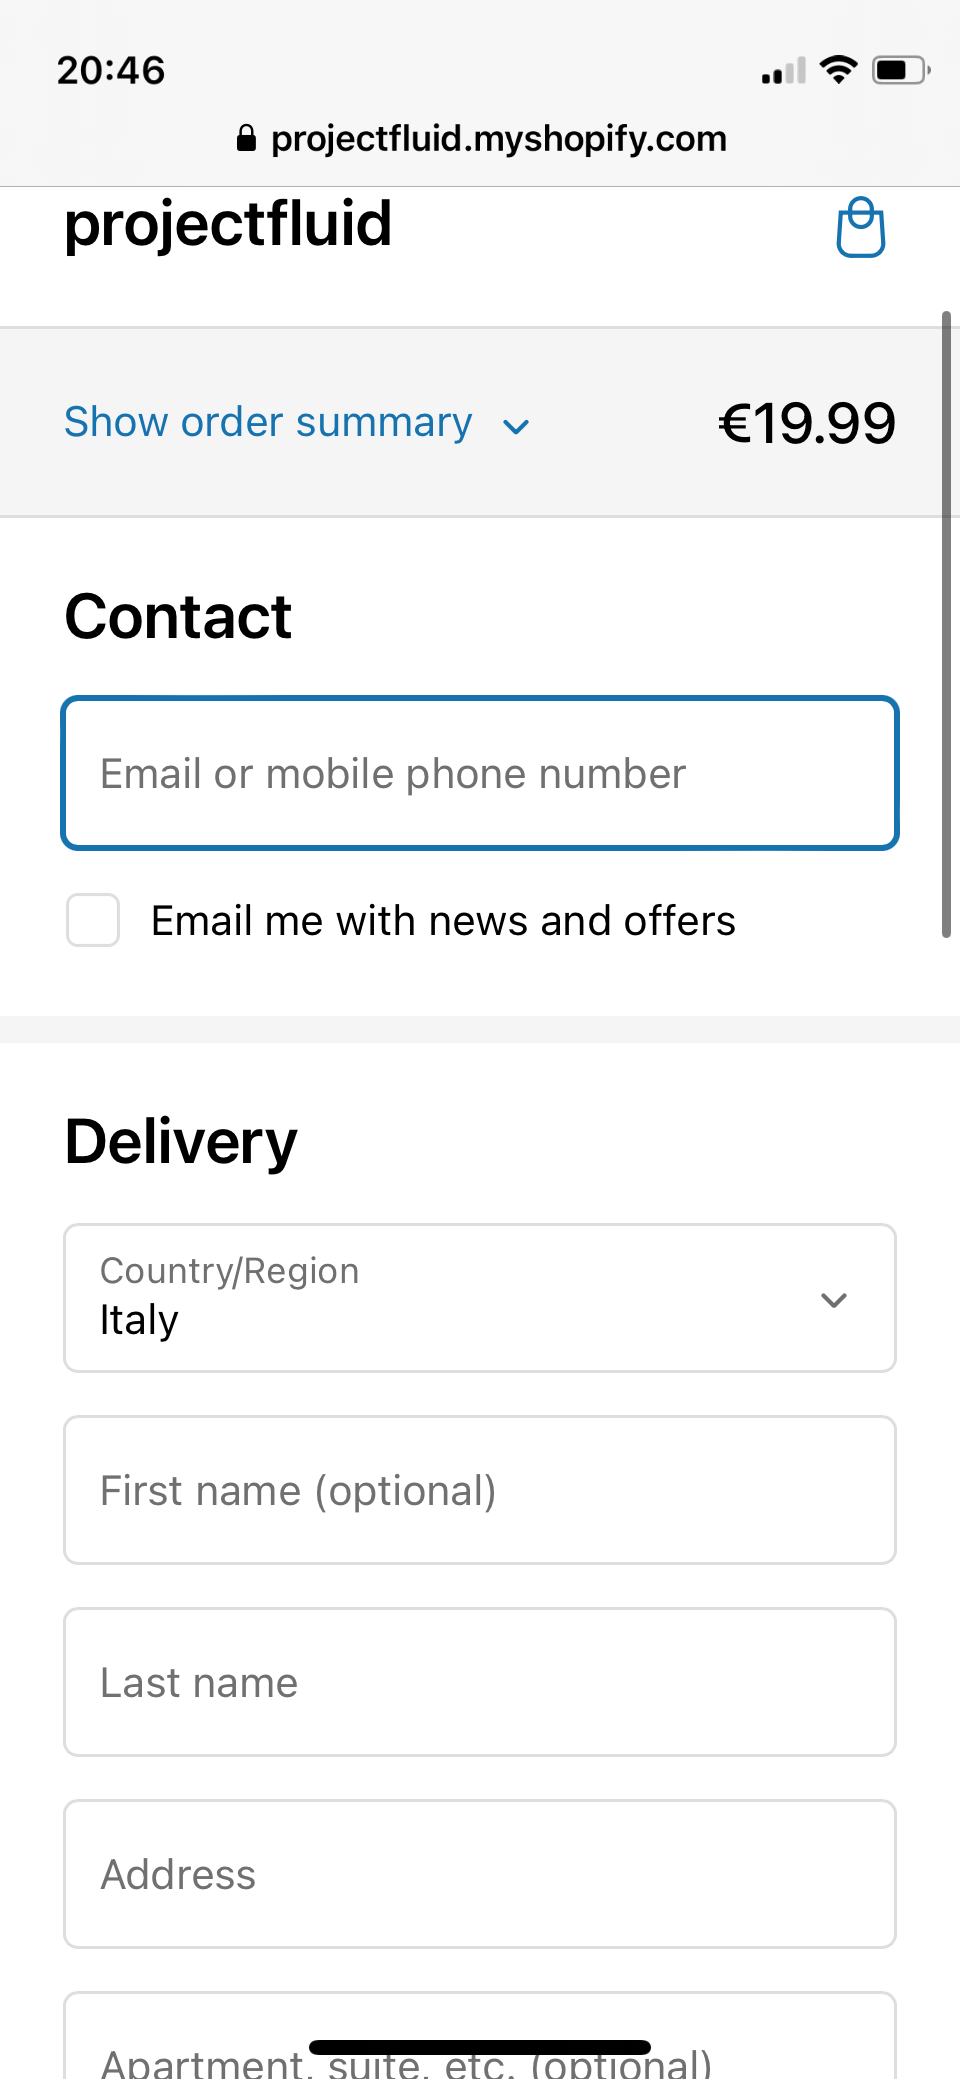 20:46
projectfluid.myshopify.com
projectfluid
Show order summary
€19.99
Contact
Email or mobile phone number
Email me with news and offers
Delivery
Country/Region
Italy
First name (optional)
Last name
Address
Apartment, suite, etc. (optional)